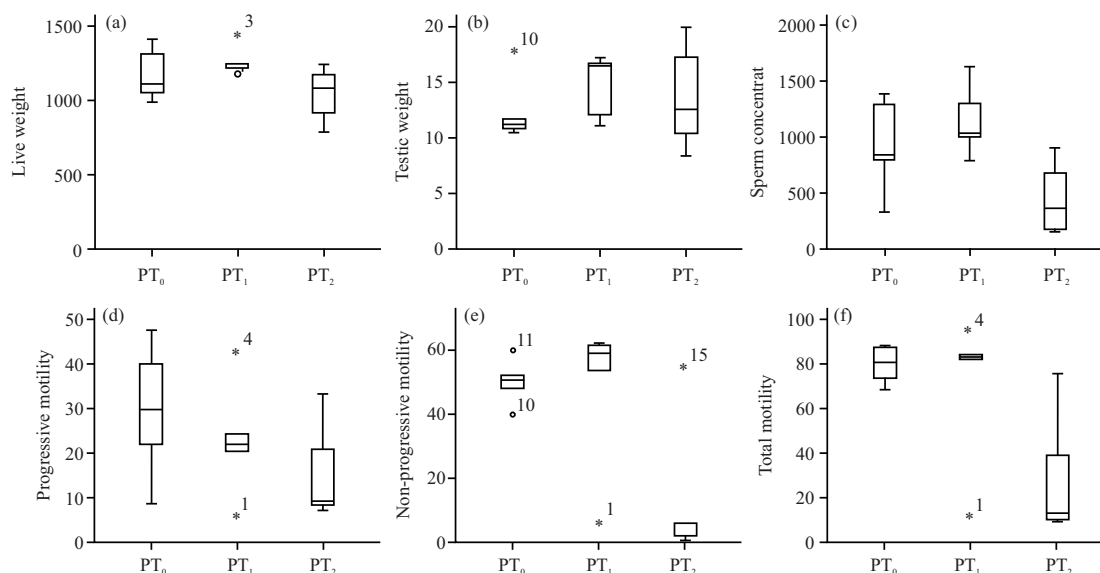 (a)
Live weight
1500
1000
500
0
* 3
PT₀ PT₁ PT₂
(b)
Testic weight
20
15
10
5
0
* 10
PT₀ PT₁ PT₂
(c)
Sperm concentrat
2000
1500
1000
500
0
PT₀ PT₁ PT₂
(d)
Progressive motility
50
40
30
20
10
0
* 4
* 1
PT₀ PT₁ PT₂
(e)
Non-progressive motility
60
40
20
0
11
10
* 1
* 15
PT₀ PT₁ PT₂
(f)
Total motility
100
80
60
40
20
0
* 4
* 1
PT₀ PT₁ PT₂